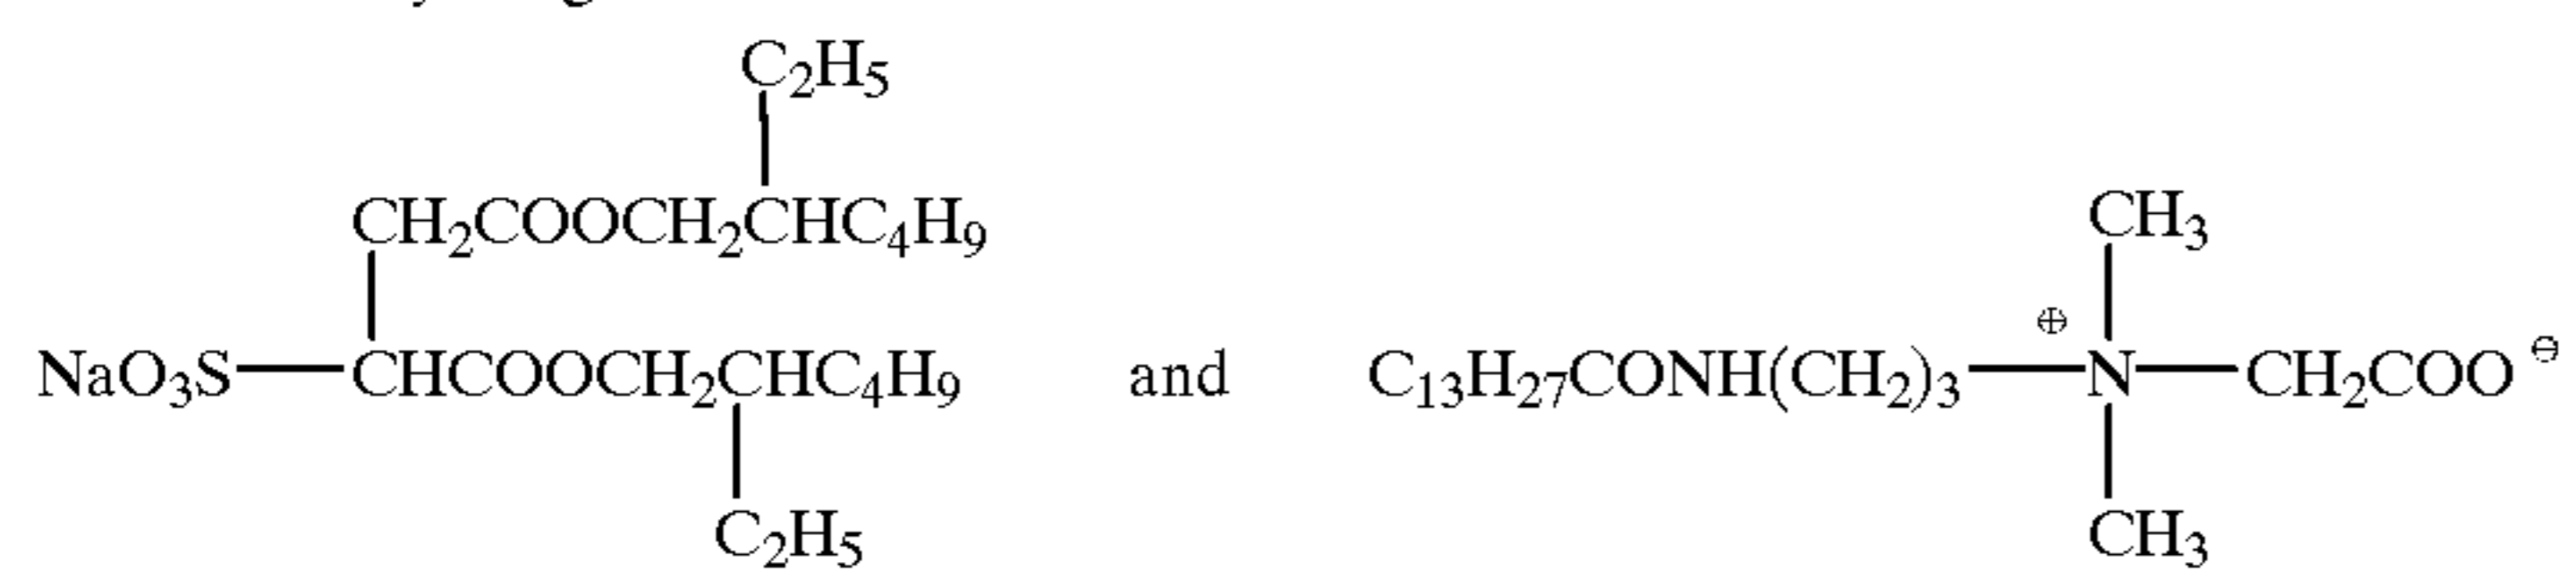 C₂H₅
CH₂COOCH₂CHC₄H₉
CH₃
NaO₃S—CHCOOCH₂CHC₄H₉ and C₁₃H₂₇CONH(CH₂)₃—N⊕—CH₂COO⊖
C₂H₅
CH₃